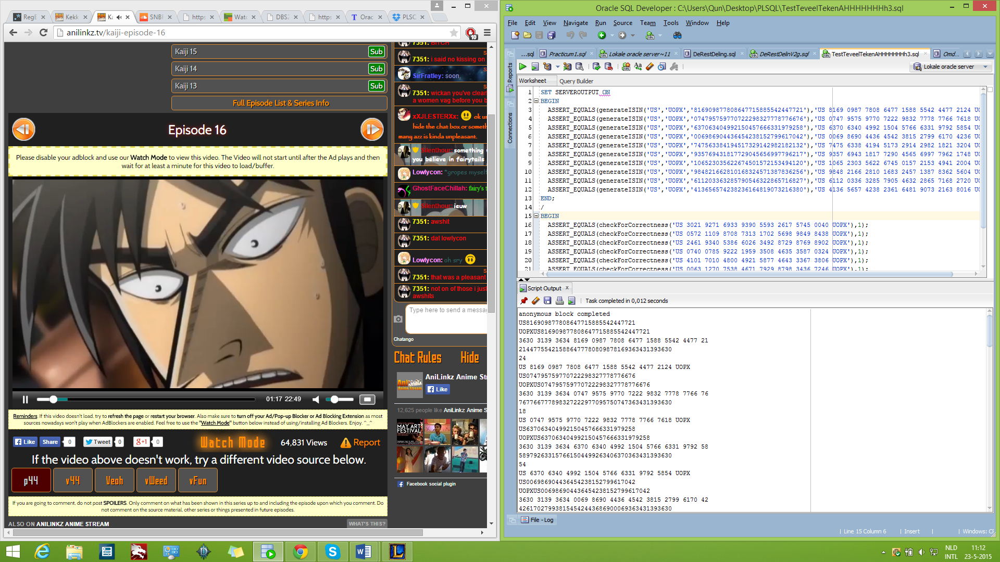 RegE
Kekk
Ka
SNBF
https
Watc
DBS2
https
Orac
PLSC
anilinkz.tv/kaiji-episode-16
10
Kaiji 15 Sub
Kaiji 14 Sub
Kaiji 13 Sub
Full Episode List & Series Info
Episode 16
Please disable your adblock and use our Watch Mode to view this video. The Video will not start until after the Ad plays and then
wait for at least a minute for this video to load/buffer.
01:17 22:49
Reminders: If this video doesn't load, try to refresh the page or restart your browser. Also make sure to turn off your Ad/Pop-up Blocker or Ad Blocking Extension as most
sources nowadays won't play when AdBlockers are enabled. Feel free to use the "Watch Mode" button below instead of using/installing Ad Blockers. Enjoy. ^_^
Like Share 0 Tweet 0 g+1 0 Watch Mode 64,831 Views Report
If the video above doesn't work, try a different video source below.
p44 v44 Veoh vWeed vFun
If you are going to comment, do not post SPOILERS. Only comment on what has been shown in this series up to and including the episode upon which you comment. Do
not comment on the source material, other series or things presented in future episodes.
ALSO ON ANILINKZ ANIME STREAM WHAT'S THIS?
7351: BITCH
7351: i said no kissing on
SirFratley: soon.
7351: wickan you've clear
a women vag before you b
xXJLESTERXx: ok un
hide the chat box or someth
many azz is kinda unpleasant.
Silenthour: something
you believe in fairytails
Lowlycon: *gropes myself
GhostFaceChillah: fairy's t
Silenthour: ieuw
7351: awshit
7351: dat lowlycon
Lowlycon: oh sry
7351: that was a pleasant
7351: not on of those i just
awshits
Type here to send a messag
Chatango
Chat Rules Hide
AniLinkz Anime Str
Like
12,625 people like AniLinkz Anime S
MAY ARTS
FESTIVAL
Facebook social plugin
Oracle SQL Developer : C:\Users\Qun\Desktop\PLSQL\TestTeveelTekenAHHHHHHHHh3.sql
File Edit View Navigate Run Source Team Tools Window Help
...sql Practicum1.sql Lokale oracle server~11 DeRestDeling.sql DeRestDelinV2g.sql TestTeveelTekenAHHHHHHHHh3.sql Omd...
Lokale oracle server
Reports
Connections
Worksheet Query Builder
1 SET SERVEROUTPUT ON
2 BEGIN
3 ASSERT_EQUALS(generateISIN('US','UOPX','816909877808647715885542447721'),'US 8169 0987 7808 6477 1588 5542 4477 2124 UO
4 ASSERT_EQUALS(generateISIN('US','UOPX','074795759770722298327778776676'),'US 0747 9575 9770 7222 9832 7778 7766 7618 UO
5 ASSERT_EQUALS(generateISIN('US','UOPX','637063404992150457666331979258'),'US 6370 6340 4992 1504 5766 6331 9792 5854 UO
6 ASSERT_EQUALS(generateISIN('US','UOPX','006986904436454238152799617042'),'US 0069 8690 4436 4542 3815 2799 6170 4236 UO
7 ASSERT_EQUALS(generateISIN('US','UOPX','747563384194517329142982182132'),'US 7475 6338 4194 5173 2914 2982 1821 3204 UO
8 ASSERT_EQUALS(generateISIN('US','UOPX','935769431817729045656997796217'),'US 9357 6943 1817 7290 4565 6997 7962 1748 UO
9 ASSERT_EQUALS(generateISIN('US','UOPX','106523035622674501572153494120'),'US 1065 2303 5622 6745 0157 2153 4941 2004 UO
10 ASSERT_EQUALS(generateISIN('US','UOPX','984821662810168324571387836256'),'US 9848 2166 2810 1683 2457 1387 8362 5604 UO
11 ASSERT_EQUALS(generateISIN('US','UOPX','611203363285790546322865716827'),'US 6112 0336 3285 7905 4632 2865 7168 2720 UO
12 ASSERT_EQUALS(generateISIN('US','UOPX','413656574238236164819073216380'),'US 4136 5657 4238 2361 6481 9073 2163 8016 UO
13 END;
14 /
15 BEGIN
16 ASSERT_EQUALS(checkForCorrectness('US 3021 9271 6933 9390 5593 2617 5745 0040 UOPX'),1);
17 ASSERT_EQUALS(checkForCorrectness('US 0572 1109 8708 7313 1702 5698 9849 8438 UOPX'),1);
18 ASSERT_EQUALS(checkForCorrectness('US 2461 9340 5386 6026 3492 8729 8769 8902 UOPX'),1);
19 ASSERT_EQUALS(checkForCorrectness('US 0740 0785 9222 1959 3508 4635 3587 0324 UOPX'),1);
20 ASSERT_EQUALS(checkForCorrectness('US 4101 7010 4800 4921 5877 4643 3367 3806 UOPX'),1);
21 ASSERT_EQUALS(checkForCorrectness('US 0063 1270 7538 4671 7929 8798 3436 7246 UOPX'),1);
Script Output
Task completed in 0,012 seconds
anonymous block completed
US816909877808647715885542447721
UOPXUS816909877808647715885542447721
3630 3139 3634 8169 0987 7808 6477 1588 5542 4477 21
2144775542158864777808098781693634313936​30
24
US 8169 0987 7808 6477 1588 5542 4477 2124 UOPX
US074795759770722298327778776676
UOPXUS074795759770722298327778776676
3630 3139 3634 0747 9575 9770 7222 9832 7778 7766 76
7677667778983272229770957507473634313936​30
18
US 0747 9575 9770 7222 9832 7778 7766 7618 UOPX
US637063404992150457666331979258
UOPXUS637063404992150457666331979258
3630 3139 3634 6370 6340 4992 1504 5766 6331 9792 58
5897926331576615044992634063703634313936​30
54
US 6370 6340 4992 1504 5766 6331 9792 5854 UOPX
US006986904436454238152799617042
UOPXUS006986904436454238152799617042
3630 3139 3634 0069 8690 4436 4542 3815 2799 6170 42
4261702799381545424436869000693634313936​30
File - Log
Line 15 Column 6 Insert Windows: CF
NLD
INTL
11:12
23-5-2015